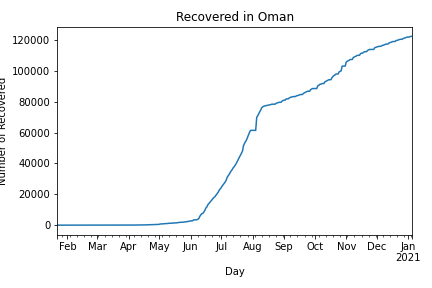 Recovered in Oman
Number of Recovered
120000
100000
80000
60000
40000
20000
0
Feb Mar Apr May Jun Jul Aug Sep Oct Nov Dec Jan
2021
Day